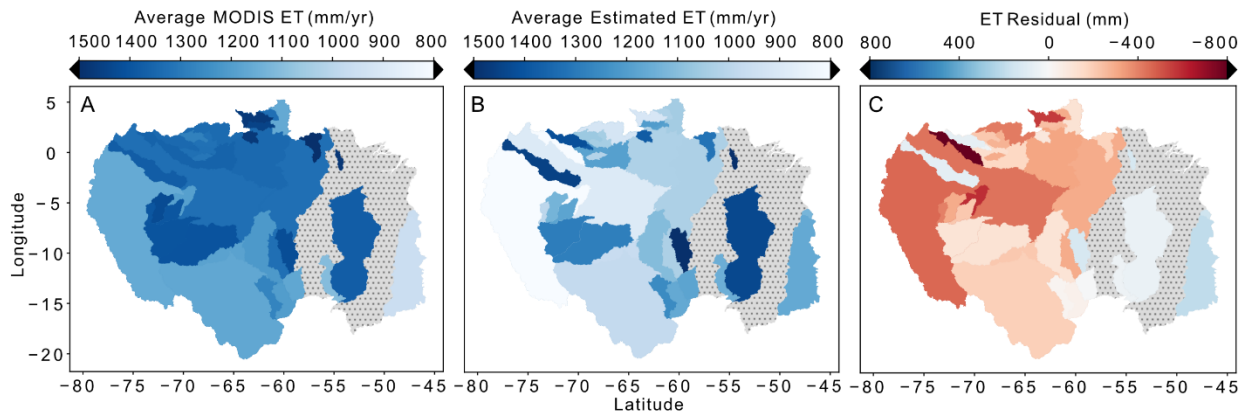 Average MODIS ET (mm/yr)
1500 1400 1300 1200 1100 1000 900 800
Average Estimated ET (mm/yr)
1500 1400 1300 1200 1100 1000 900 800
ET Residual (mm)
800 400 0 −400 −800
A
B
C
5
0
−5
−10
−15
−20
Longitude
−80 −75 −70 −65 −60 −55 −50 −45
−80 −75 −70 −65 −60 −55 −50 −45
−80 −75 −70 −65 −60 −55 −50 −45
Latitude